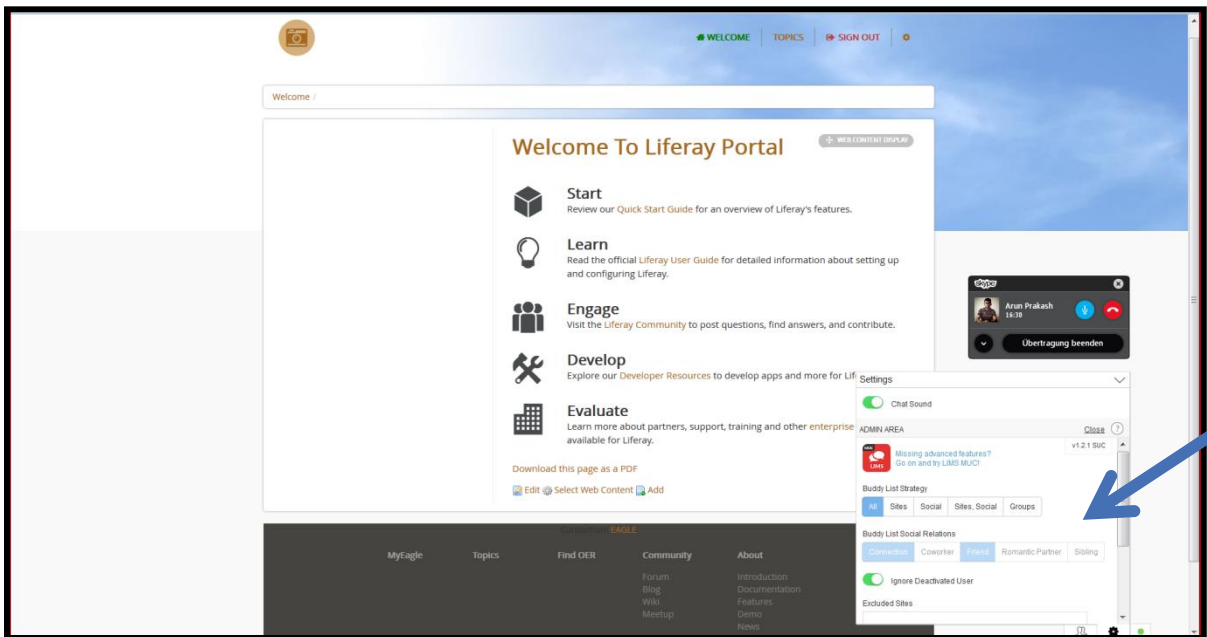 WELCOME TOPICS SIGN OUT
Welcome /
Welcome To Liferay Portal
WEB CONTENT DISPLAY
Start
Review our Quick Start Guide for an overview of Liferay's features.
Learn
Read the official Liferay User Guide for detailed information about setting up
and configuring Liferay.
Engage
Visit the Liferay Community to post questions, find answers, and contribute.
Develop
Explore our Developer Resources to develop apps and more for Lif
Evaluate
Learn more about partners, support, training and other enterprise
available for Liferay.
Download this page as a PDF
Edit Select Web Content Add
skype
Arun Prakash
16:30
Übertragung beenden
Settings
Chat Sound
ADMIN AREA Close ?
v1.2.1 SUC
LIMS
Missing advanced features?
Go on and try LIMS MUC!
Buddy List Strategy
All Sites Social Sites, Social Groups
Buddy List Social Relations
Connection Coworker Friend Romantic Partner Sibling
Ignore Deactivated User
Excluded Sites
EAGLE
MyEagle Topics Find OER Community About
Forum Introduction
Blog Documentation
Wiki Features
Meetup Demo
News